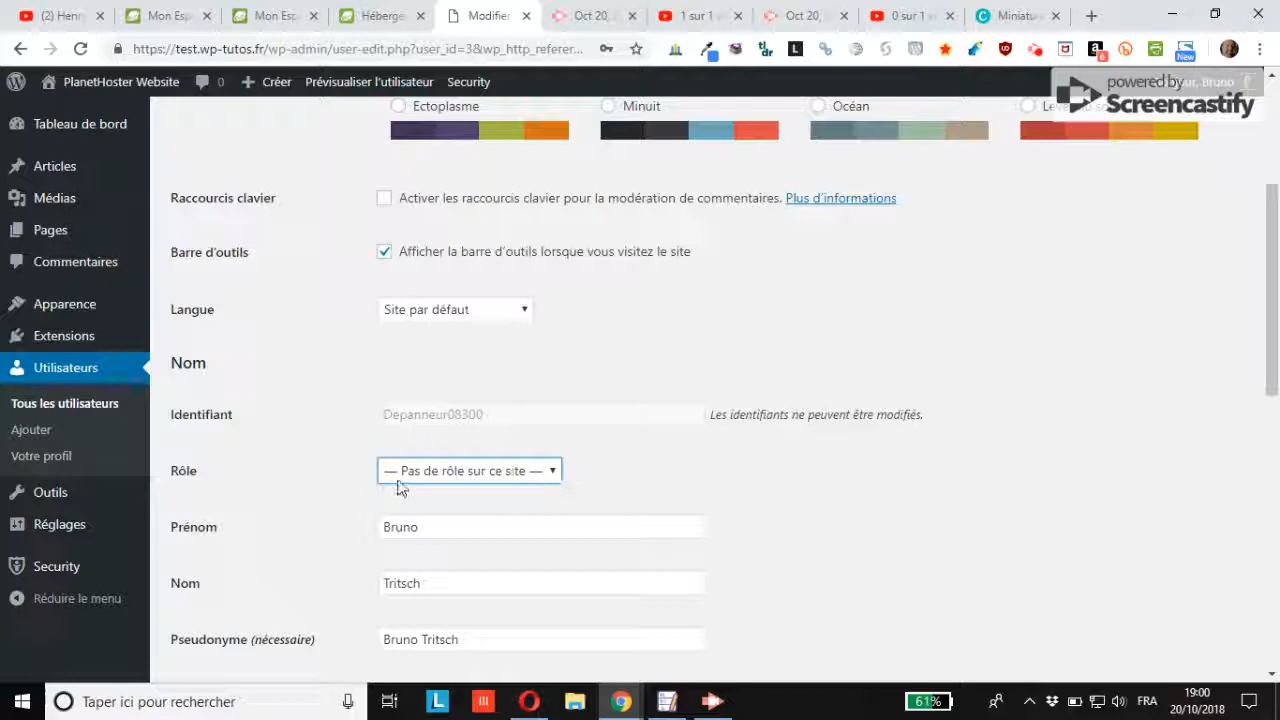 (2) Henr
Mon Esp
Mon Esp
Héberge
Modifier
Oct 20,
1 sur 1
Oct 20,
0 sur 1
Miniatur
https://test.wp-tutos.fr/wp-admin/user-edit.php?user_id=3&wp_http_referer...
PlanetHoster Website
0
Créer
Prévisualiser l'utilisateur
Security
Bruno
powered by
Screencastify
Ectoplasme
Minuit
Océan
Tableau de bord
Articles
Médias
Pages
Commentaires
Apparence
Extensions
Utilisateurs
Tous les utilisateurs
Ajouter
Votre profil
Outils
Réglages
Security
Réduire le menu
Raccourcis clavier
Activer les raccourcis clavier pour la modération de commentaires. Plus d'informations
Barre d'outils
Afficher la barre d'outils lorsque vous visitez le site
Langue
Site par défaut
Nom
Identifiant
Depanneur08300
Les identifiants ne peuvent être modifiés.
Rôle
— Pas de rôle sur ce site —
Prénom
Bruno
Nom
Tritsch
Pseudonyme (nécessaire)
Bruno Tritsch
Taper ici pour rechercher
61%
FRA
19:00
20/10/2018